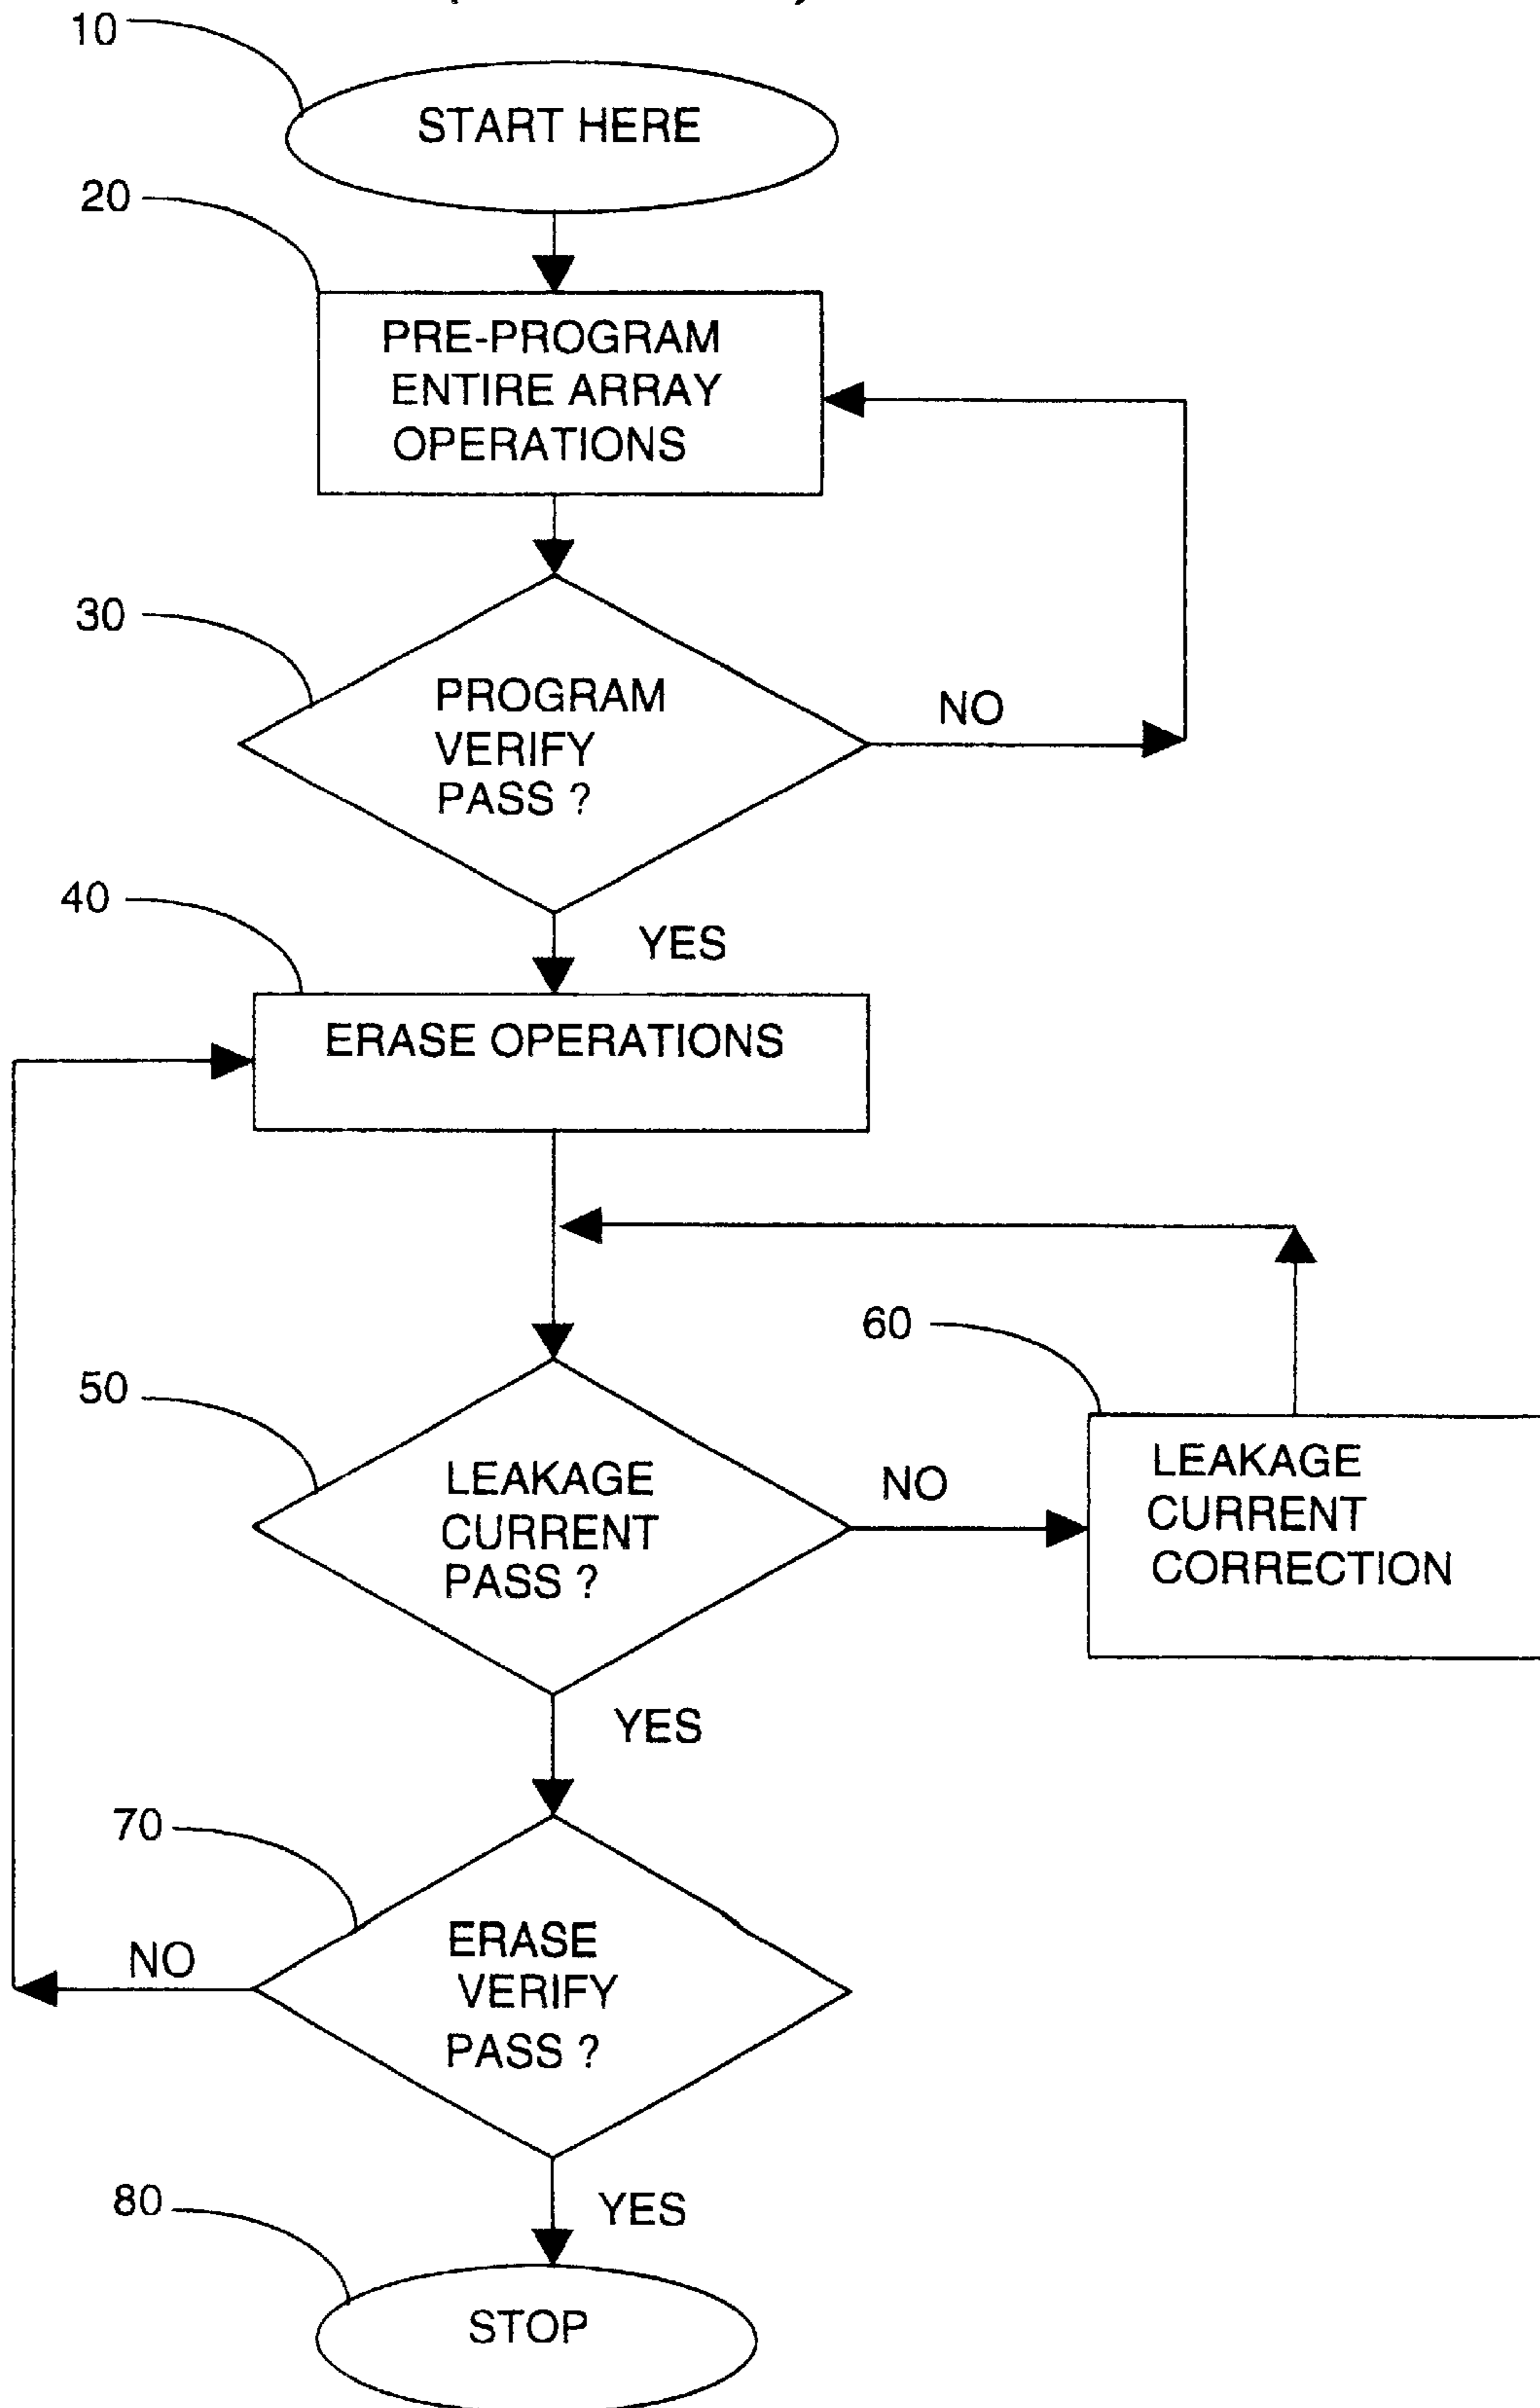 10
START HERE
20
PRE-PROGRAM
ENTIRE ARRAY
OPERATIONS
30
PROGRAM
VERIFY
PASS ?
NO
40
YES
ERASE OPERATIONS
60
50
LEAKAGE
CURRENT
PASS ?
NO
LEAKAGE
CURRENT
CORRECTION
YES
70
ERASE
VERIFY
PASS ?
NO
80
YES
STOP